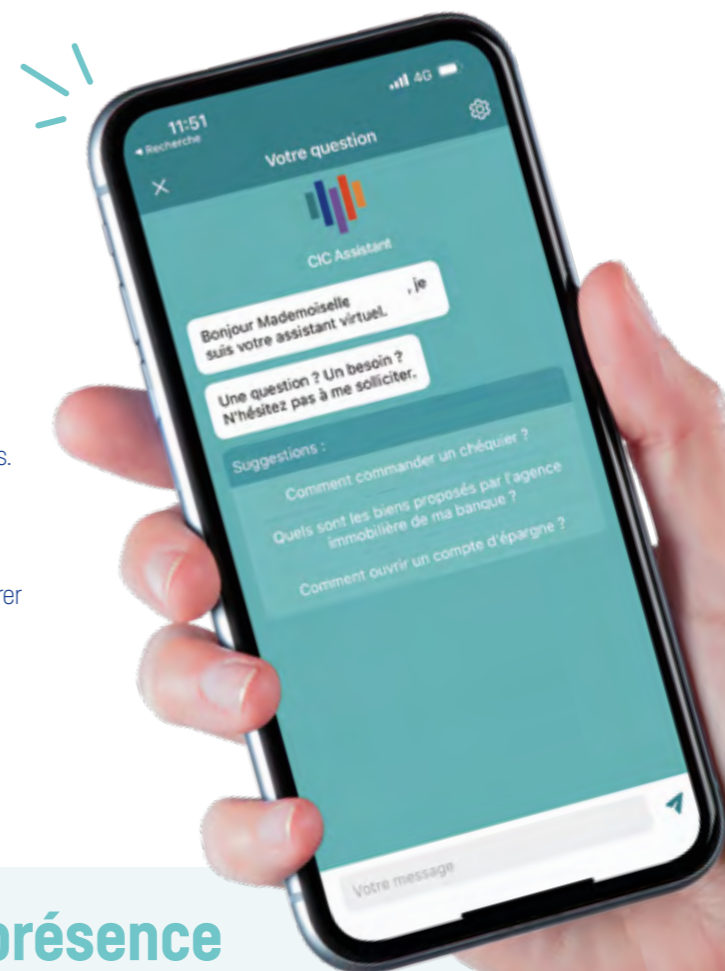 11:51
4G
◂ Recherche
Votre question
CIC Assistant
Bonjour Mademoiselle , je
suis votre assistant virtuel.
Une question ? Un besoin ?
N'hésitez pas à me solliciter.
Suggestions :
Comment commander un chéquier ?
Quels sont les biens proposés par l'agence
immobilière de ma banque ?
Comment ouvrir un compte d'épargne ?
Votre message
s.
rer
présence